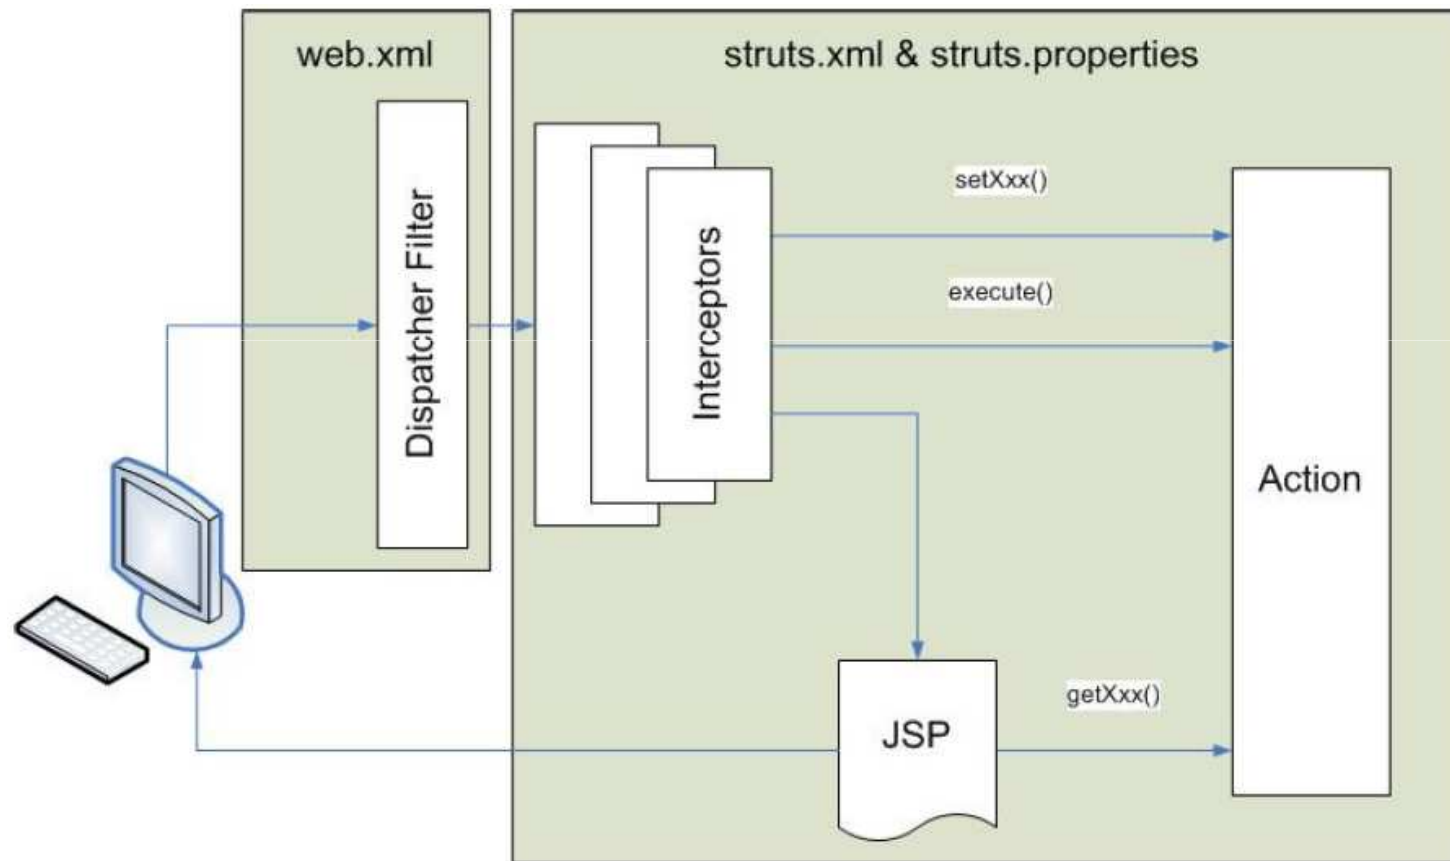 web.xml
struts.xml & struts.properties
Dispatcher Filter
Interceptors
setXxx()
execute()
Action
getXxx()
JSP